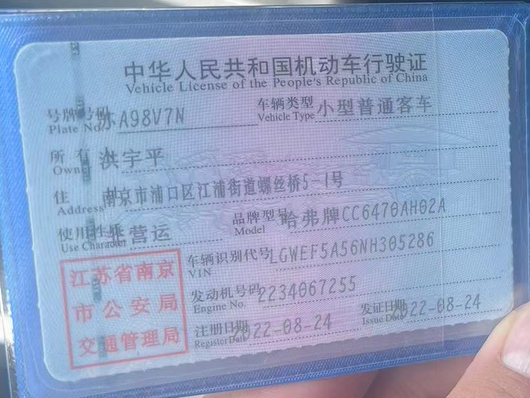 中华人民共和国机动车行驶证
Vehicle License of the People's Republic of China
号牌号码 苏A98V7N 车辆类型 小型普通客车
Plate No. Vehicle Type
所有人 洪宇平
Owner
住址 南京市浦口区江浦街道螺丝桥5-1号
Address
使用性质 非营运 品牌型号 哈弗牌CC6470AH02A
Use Character Model
车辆识别代号 LGWEF5A56NH305286
VIN
发动机号码 2234067255
Engine No.
注册日期 2022-08-24 发证日期 2022-08-24
Register Date Issue Date
江苏省南京
市公安局
交通管理局